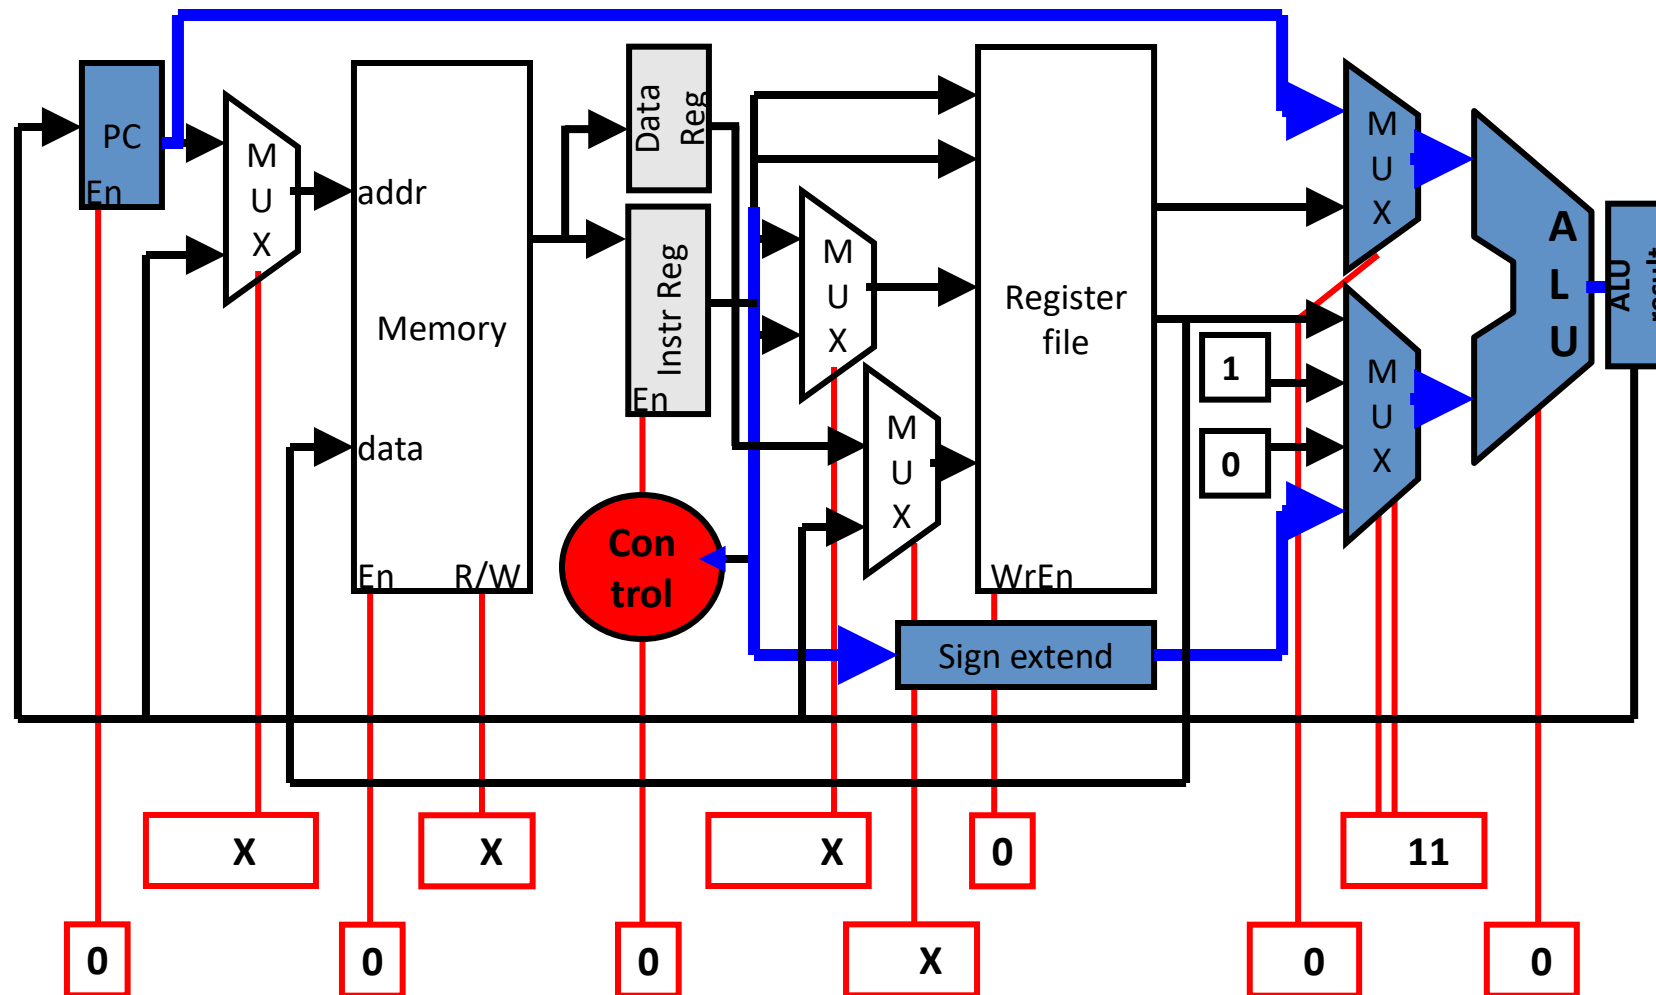 PC
En
M
U
X
addr
Memory
data
En R/W
Data
Reg
Instr Reg
En
Con
trol
M
U
X
M
U
X
Register
file
WrEn
Sign extend
1
0
M
U
X
M
U
X
A
L
U
ALU
result
X
X
X
0
11
0
0
0
X
0
0